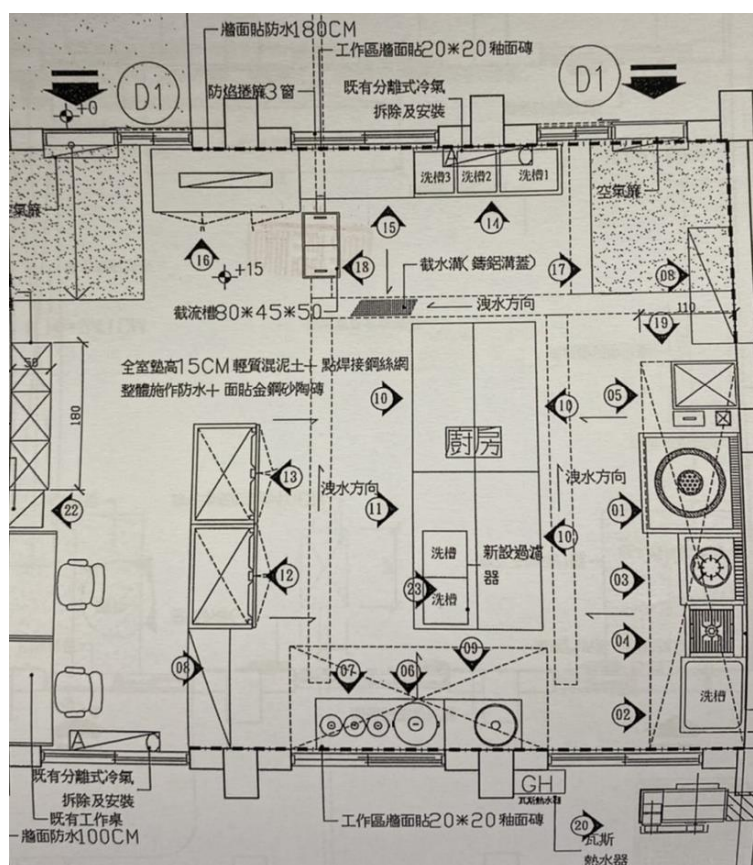 牆面貼防水180CM
工作區牆面貼20*20釉面磚
D1
+0
防焰捲簾3窗
既有分離式冷氣
拆除及安裝
D1
A C
洗槽3
洗槽2
洗槽1
空氣簾
氣簾
15
14
16
+15
18
截水溝(鑄鋁溝蓋)
17
08
截流槽80*45*50
洩水方向
110
19
50
180
全室墊高15CM輕質混泥土+點焊接鋼絲網
整體施作防水+面貼金鋼砂陶磚
10
10
05
廚房
13
洩水方向
洩水方向
22
11
01
10
洗槽
新設過濾
器
12
23
洗槽
03
04
09
08
07
06
02
洗槽
A
既有分離式冷氣
拆除及安裝
既有工作桌
牆面防水100CM
GH
瓦斯熱水器
工作區牆面貼20*20釉面磚
20
瓦斯
熱水器